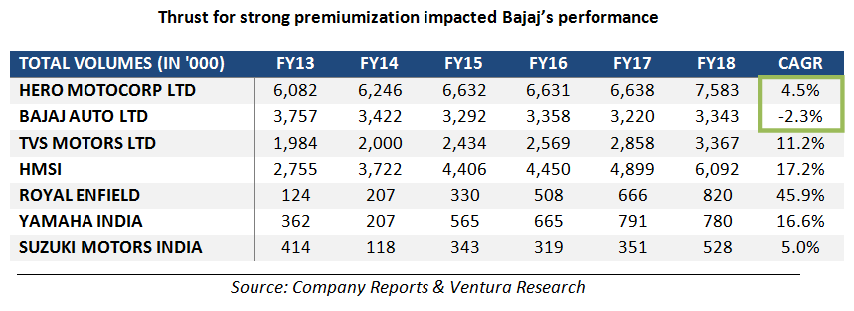 Thrust for strong premiumization impacted Bajaj's performance
TOTAL VOLUMES (IN '000) FY13 FY14 FY15 FY16 FY17 FY18 CAGR
HERO MOTOCORP LTD 6,082 6,246 6,632 6,631 6,638 7,583 4.5%
BAJAJ AUTO LTD 3,757 3,422 3,292 3,358 3,220 3,343 -2.3%
TVS MOTORS LTD 1,984 2,000 2,434 2,569 2,858 3,367 11.2%
HMSI 2,755 3,722 4,406 4,450 4,899 6,092 17.2%
ROYAL ENFIELD 124 207 330 508 666 820 45.9%
YAMAHA INDIA 362 207 565 665 791 780 16.6%
SUZUKI MOTORS INDIA 414 118 343 319 351 528 5.0%
Source: Company Reports & Ventura Research